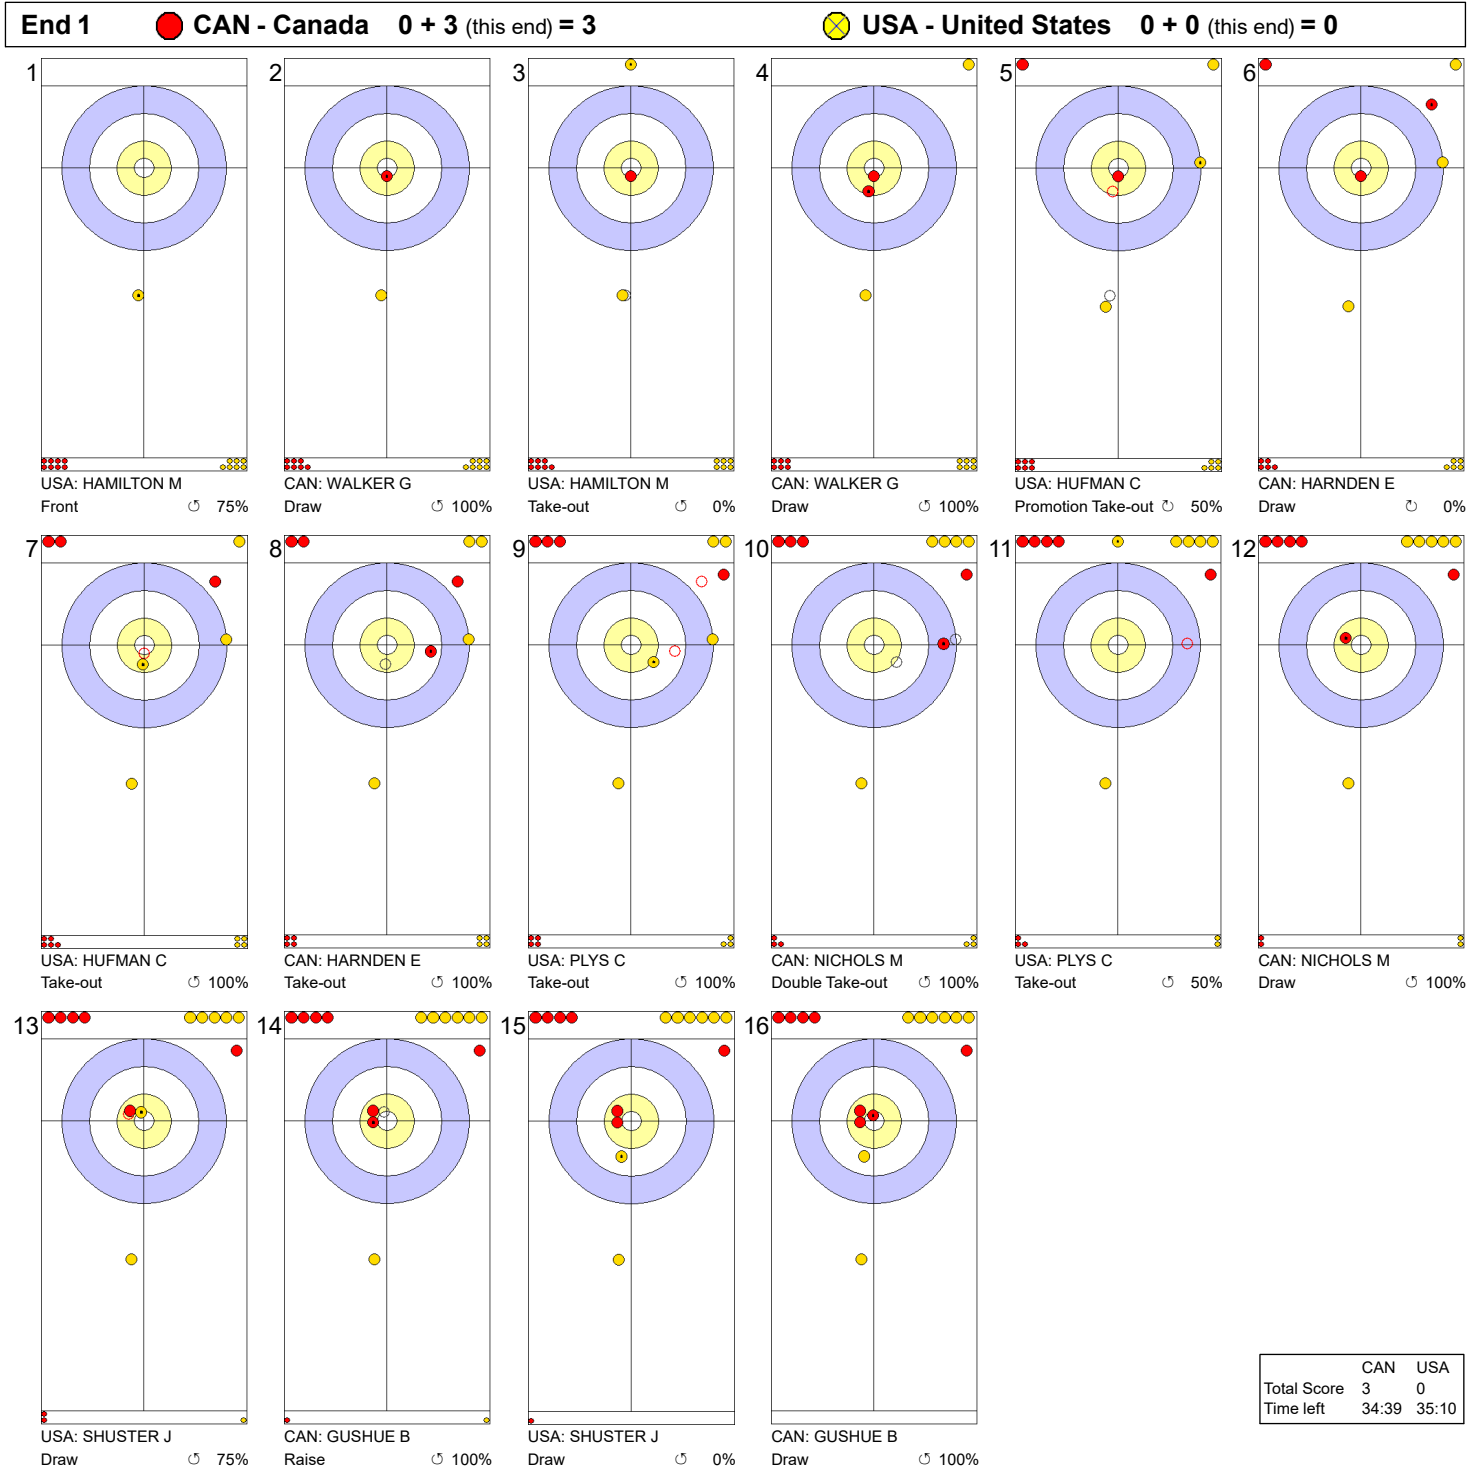 End 1 CAN - Canada 0 + 3 (this end) = 3 USA - United States 0 + 0 (this end) = 0
1
USA: HAMILTON M
Front ↺ 75%
2
CAN: WALKER G
Draw ↺ 100%
3
USA: HAMILTON M
Take-out ↺ 0%
4
CAN: WALKER G
Draw ↺ 100%
5
USA: HUFMAN C
Promotion Take-out ↻ 50%
6
CAN: HARNDEN E
Draw ↻ 0%
7
USA: HUFMAN C
Take-out ↺ 100%
8
CAN: HARNDEN E
Take-out ↺ 100%
9
USA: PLYS C
Take-out ↺ 100%
10
CAN: NICHOLS M
Double Take-out ↺ 100%
11
USA: PLYS C
Take-out ↺ 50%
12
CAN: NICHOLS M
Draw ↺ 100%
13
USA: SHUSTER J
Draw ↺ 75%
14
CAN: GUSHUE B
Raise ↺ 100%
15
USA: SHUSTER J
Draw ↺ 0%
16
CAN: GUSHUE B
Draw ↺ 100%
CAN USA
Total Score 3 0
Time left 34:39 35:10